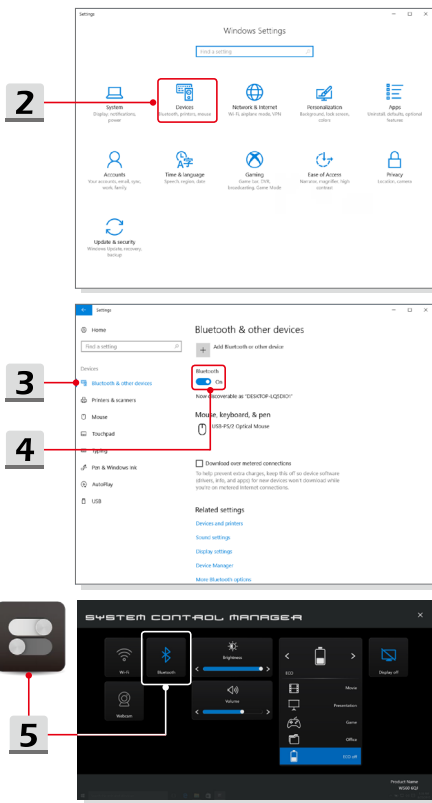 Settings
Windows Settings
Find a setting
2
System
Display, notifications,
power
Devices
Bluetooth, printers, mouse
Network & Internet
Wi-Fi, airplane mode, VPN
Personalization
Background, lock screen,
colors
Apps
Uninstall, defaults, optional
features
Accounts
Your accounts, email, sync,
work, family
Time & language
Speech, region, date
Gaming
Game bar, DVR,
broadcasting, Game Mode
Ease of Access
Narrator, magnifier, high
contrast
Privacy
Location, camera
Update & security
Windows Update, recovery,
backup
Settings
Home
Find a setting
Devices
3
Bluetooth & other devices
Printers & scanners
Mouse
4
Touchpad
Typing
Pen & Windows Ink
AutoPlay
USB
Bluetooth & other devices
Add Bluetooth or other device
Bluetooth
On
Now discoverable as "DESKTOP-LQSDIOI"
Mouse, keyboard, & pen
USB-PS/2 Optical Mouse
Download over metered connections
To help prevent extra charges, keep this off so device software
(drivers, info, and apps) for new devices won't download while
you're on metered Internet connections.
Related settings
Devices and printers
Sound settings
Display settings
Device Manager
More Bluetooth options
SYSTEM CONTROL MANAGER
Wi-Fi
Bluetooth
Brightness
ECO
Display off
Webcam
Volume
Movie
Presentation
Game
Office
ECO off
5
Product Name